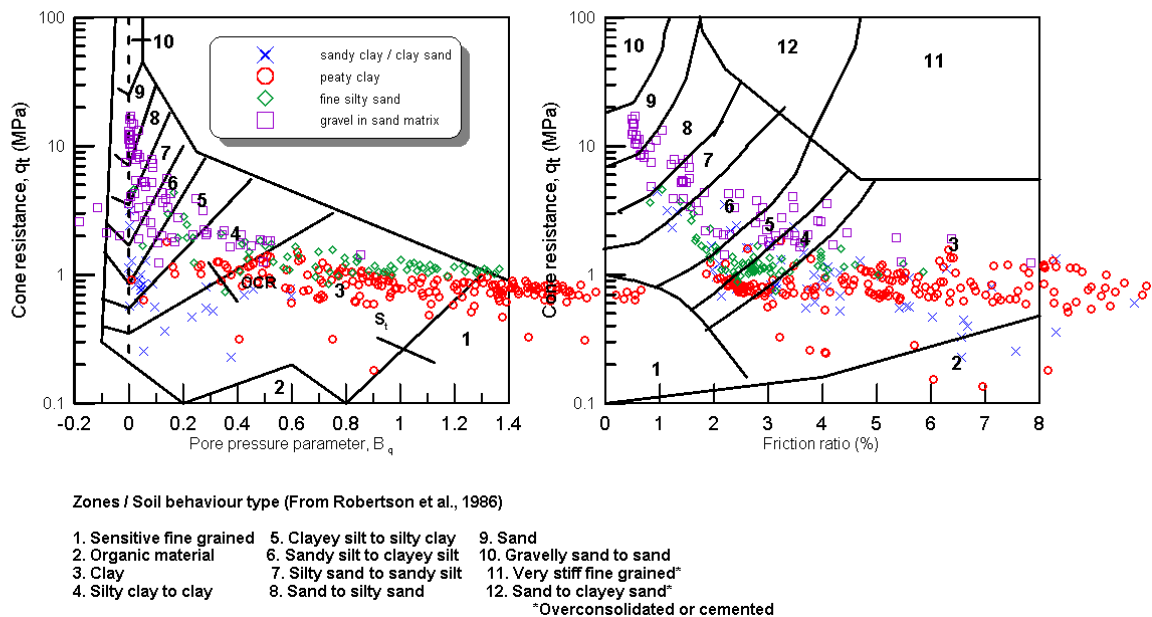 100
10
1
0.1
Cone resistance, qt (MPa)
-0.2 0 0.2 0.4 0.6 0.8 1 1.2 1.4
Pore pressure parameter, B q
10
9
8
7
6
5
4
3
OCR
St
1
2
sandy clay / clay sand
peaty clay
fine silty sand
gravel in sand matrix
100
10
1
0.1
Cone resistance, qt (MPa)
0 1 2 3 4 5 6 7 8
Friction ratio (%)
10
12
11
9
8
7
6
5
4
3
1
2
Zones / Soil behaviour type (From Robertson et al., 1986)
1. Sensitive fine grained 5. Clayey silt to silty clay 9. Sand
2. Organic material 6. Sandy silt to clayey silt 10. Gravelly sand to sand
3. Clay 7. Silty sand to sandy silt 11. Very stiff fine grained*
4. Silty clay to clay 8. Sand to silty sand 12. Sand to clayey sand*
*Overconsolidated or cemented